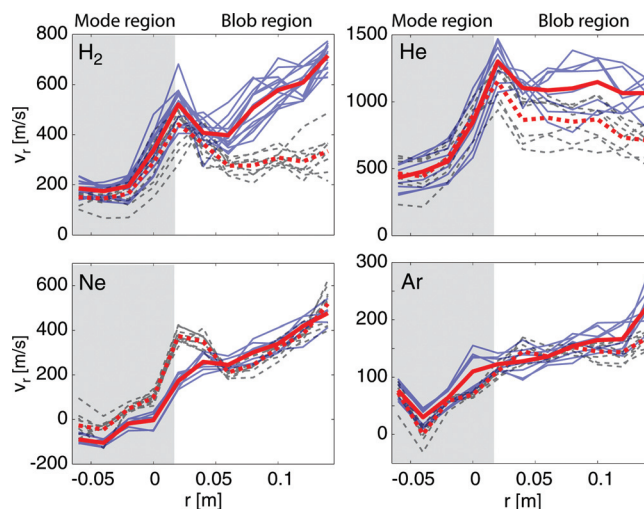 Mode region Blob region Mode region Blob region
H2 He
800
600
400
200
0
1500
1000
500
0
vr [m/s]
Ne Ar
600
400
200
0
-200
300
200
100
0
vr [m/s]
-0.05 0 0.05 0.1 -0.05 0 0.05 0.1
r [m] r [m]